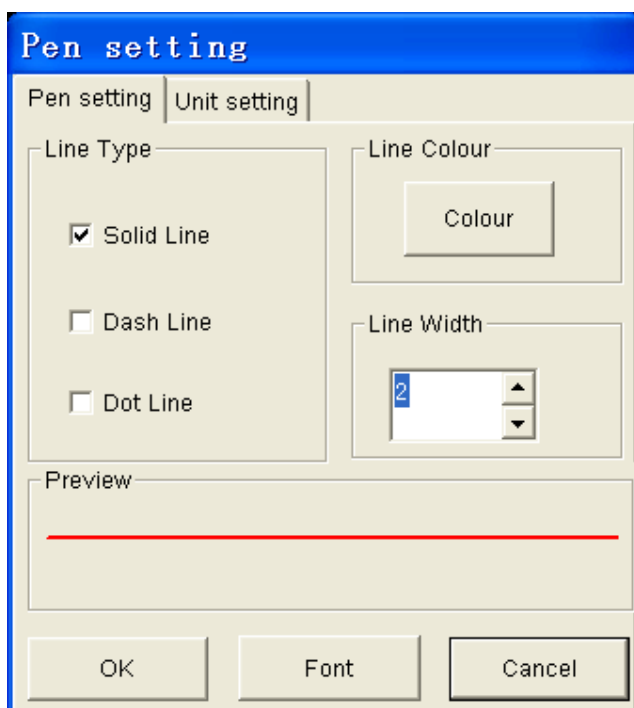 Pen setting
Pen setting Unit setting
Line Type
Solid Line
Dash Line
Dot Line
Line Colour
Colour
Line Width
2
Preview
OK Font Cancel